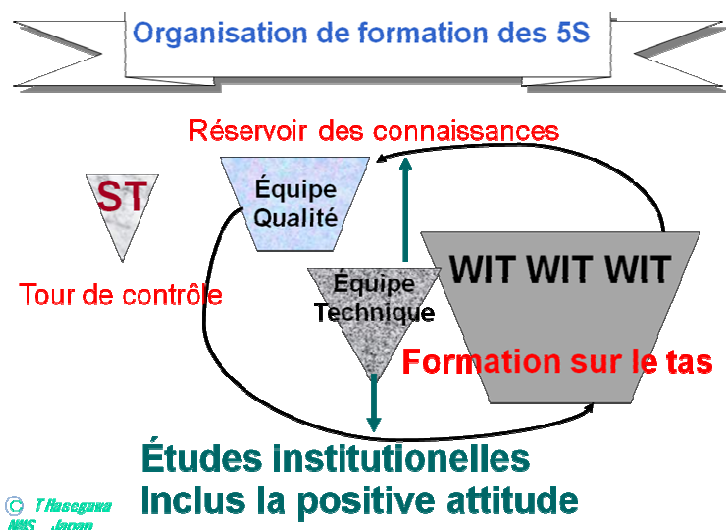 Organisation de formation des 5S
Réservoir des connaissances
ST
Équipe
Qualité
WIT WIT WIT
Tour de contrôle
Équipe
Technique
Formation sur le tas
Études institutionelles
Inclus la positive attitude
© T Hasegawa
NMS Japan